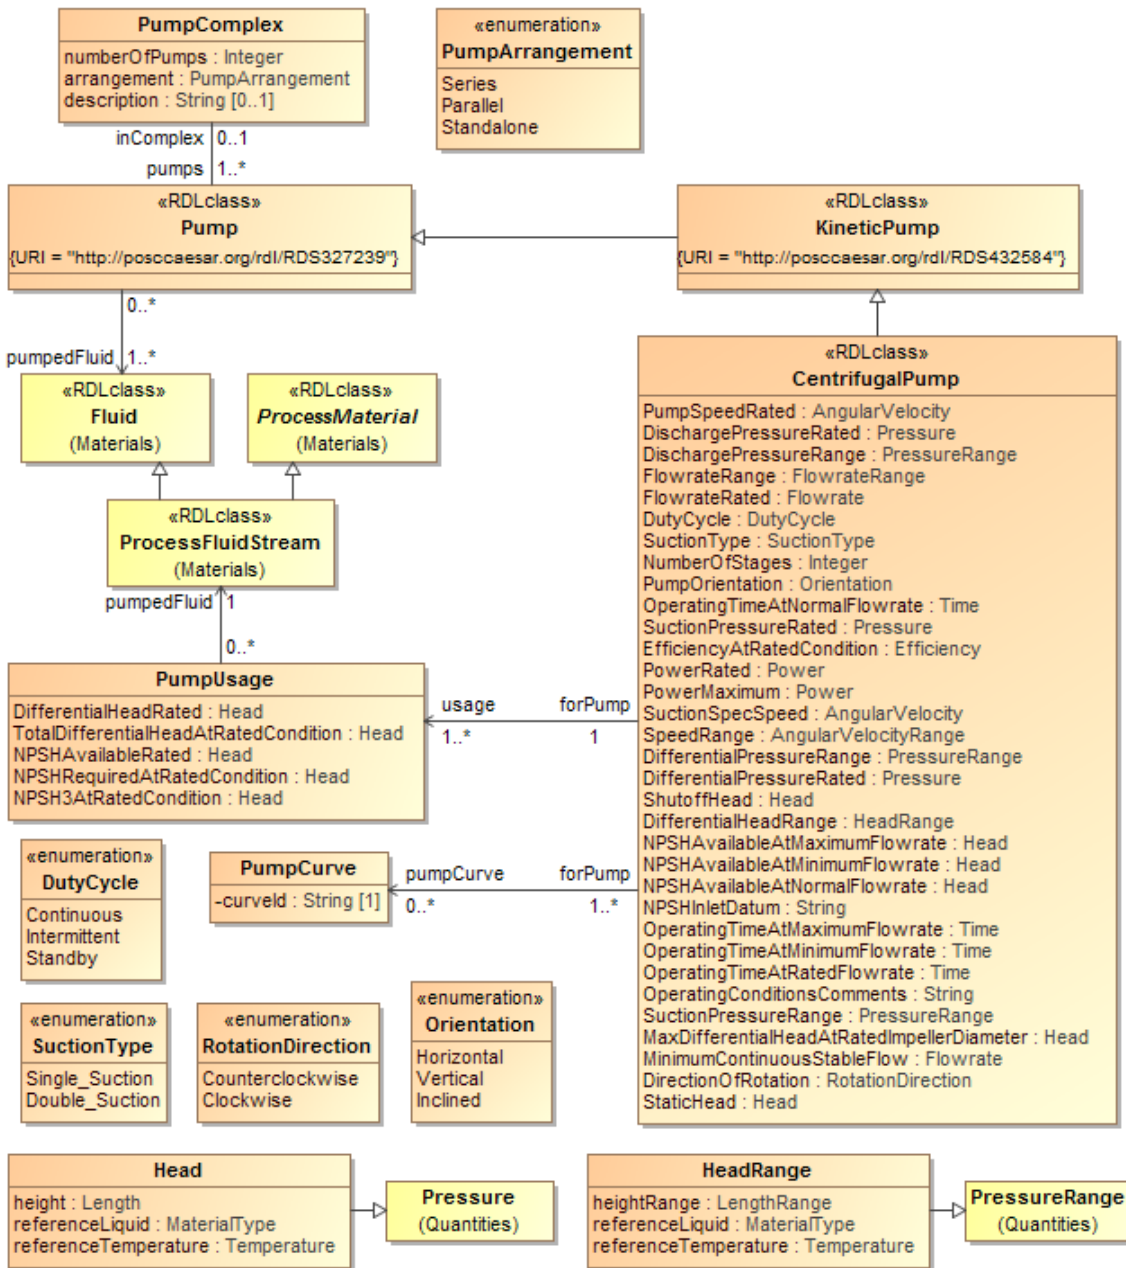 PumpComplex
numberOfPumps : Integer
arrangement : PumpArrangement
description : String [0..1]
«enumeration»
PumpArrangement
Series
Parallel
Standalone
inComplex 0..1
pumps 1..*
«RDLclass»
Pump
{URI = "http://posccaesar.org/rdl/RDS327239"}
«RDLclass»
KineticPump
{URI = "http://posccaesar.org/rdl/RDS432584"}
0..*
pumpedFluid 1..*
«RDLclass»
Fluid
(Materials)
«RDLclass»
ProcessMaterial
(Materials)
«RDLclass»
ProcessFluidStream
(Materials)
pumpedFluid 1
0..*
«RDLclass»
CentrifugalPump
PumpSpeedRated : AngularVelocity
DischargePressureRated : Pressure
DischargePressureRange : PressureRange
FlowrateRange : FlowrateRange
FlowrateRated : Flowrate
DutyCycle : DutyCycle
SuctionType : SuctionType
NumberOfStages : Integer
PumpOrientation : Orientation
OperatingTimeAtNormalFlowrate : Time
SuctionPressureRated : Pressure
EfficiencyAtRatedCondition : Efficiency
PowerRated : Power
PowerMaximum : Power
SuctionSpecSpeed : AngularVelocity
SpeedRange : AngularVelocityRange
DifferentialPressureRange : PressureRange
DifferentialPressureRated : Pressure
ShutoffHead : Head
DifferentialHeadRange : HeadRange
NPSHAvailableAtMaximumFlowrate : Head
NPSHAvailableAtMinimumFlowrate : Head
NPSHAvailableAtNormalFlowrate : Head
NPSHInletDatum : String
OperatingTimeAtMaximumFlowrate : Time
OperatingTimeAtMinimumFlowrate : Time
OperatingTimeAtRatedFlowrate : Time
OperatingConditionsComments : String
SuctionPressureRange : PressureRange
MaxDifferentialHeadAtRatedImpellerDiameter : Head
MinimumContinuousStableFlow : Flowrate
DirectionOfRotation : RotationDirection
StaticHead : Head
PumpUsage
DifferentialHeadRated : Head
TotalDifferentialHeadAtRatedCondition : Head
NPSHAvailableRated : Head
NPSHRequiredAtRatedCondition : Head
NPSH3AtRatedCondition : Head
usage forPump
1..* 1
«enumeration»
DutyCycle
Continuous
Intermittent
Standby
PumpCurve
-curveId : String [1]
pumpCurve forPump
0..* 1..*
«enumeration»
SuctionType
Single_Suction
Double_Suction
«enumeration»
RotationDirection
Counterclockwise
Clockwise
«enumeration»
Orientation
Horizontal
Vertical
Inclined
Head
height : Length
referenceLiquid : MaterialType
referenceTemperature : Temperature
Pressure
(Quantities)
HeadRange
heightRange : LengthRange
referenceLiquid : MaterialType
referenceTemperature : Temperature
PressureRange
(Quantities)